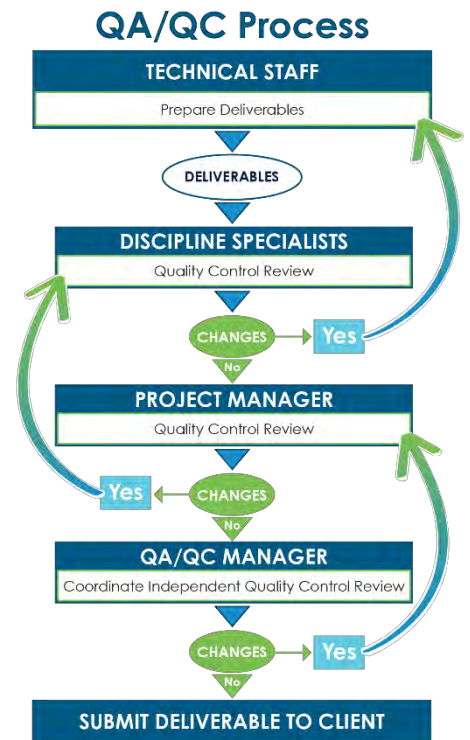 QA/QC Process
TECHNICAL STAFF
Prepare Deliverables
DELIVERABLES
DISCIPLINE SPECIALISTS
Quality Control Review
CHANGES
Yes
No
PROJECT MANAGER
Quality Control Review
Yes
CHANGES
No
QA/QC MANAGER
Coordinate Independent Quality Control Review
CHANGES
Yes
No
SUBMIT DELIVERABLE TO CLIENT